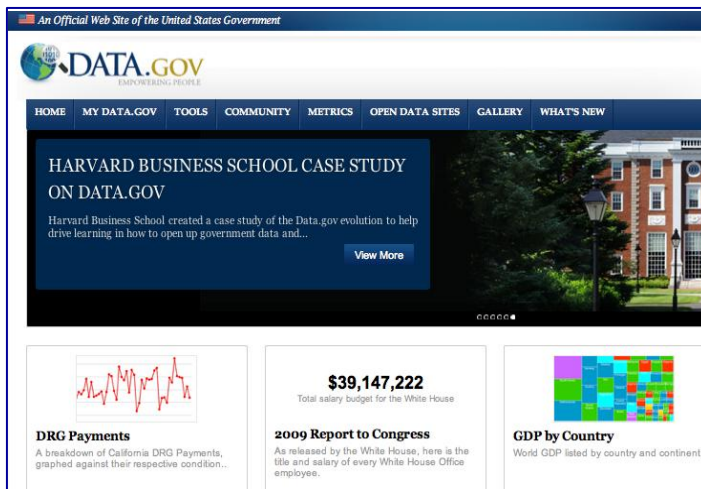 An Official Web Site of the United States Government
DATA.GOV
EMPOWERING PEOPLE
HOME MY DATA.GOV TOOLS COMMUNITY METRICS OPEN DATA SITES GALLERY WHAT'S NEW
HARVARD BUSINESS SCHOOL CASE STUDY
ON DATA.GOV
Harvard Business School created a case study of the Data.gov evolution to help
drive learning in how to open up government data and...
View More
DRG Payments
A breakdown of California DRG Payments,
graphed against their respective condition..
$39,147,222
Total salary budget for the White House
2009 Report to Congress
As released by the White House, here is the
title and salary of every White House Office
employee.
GDP by Country
World GDP listed by country and continent